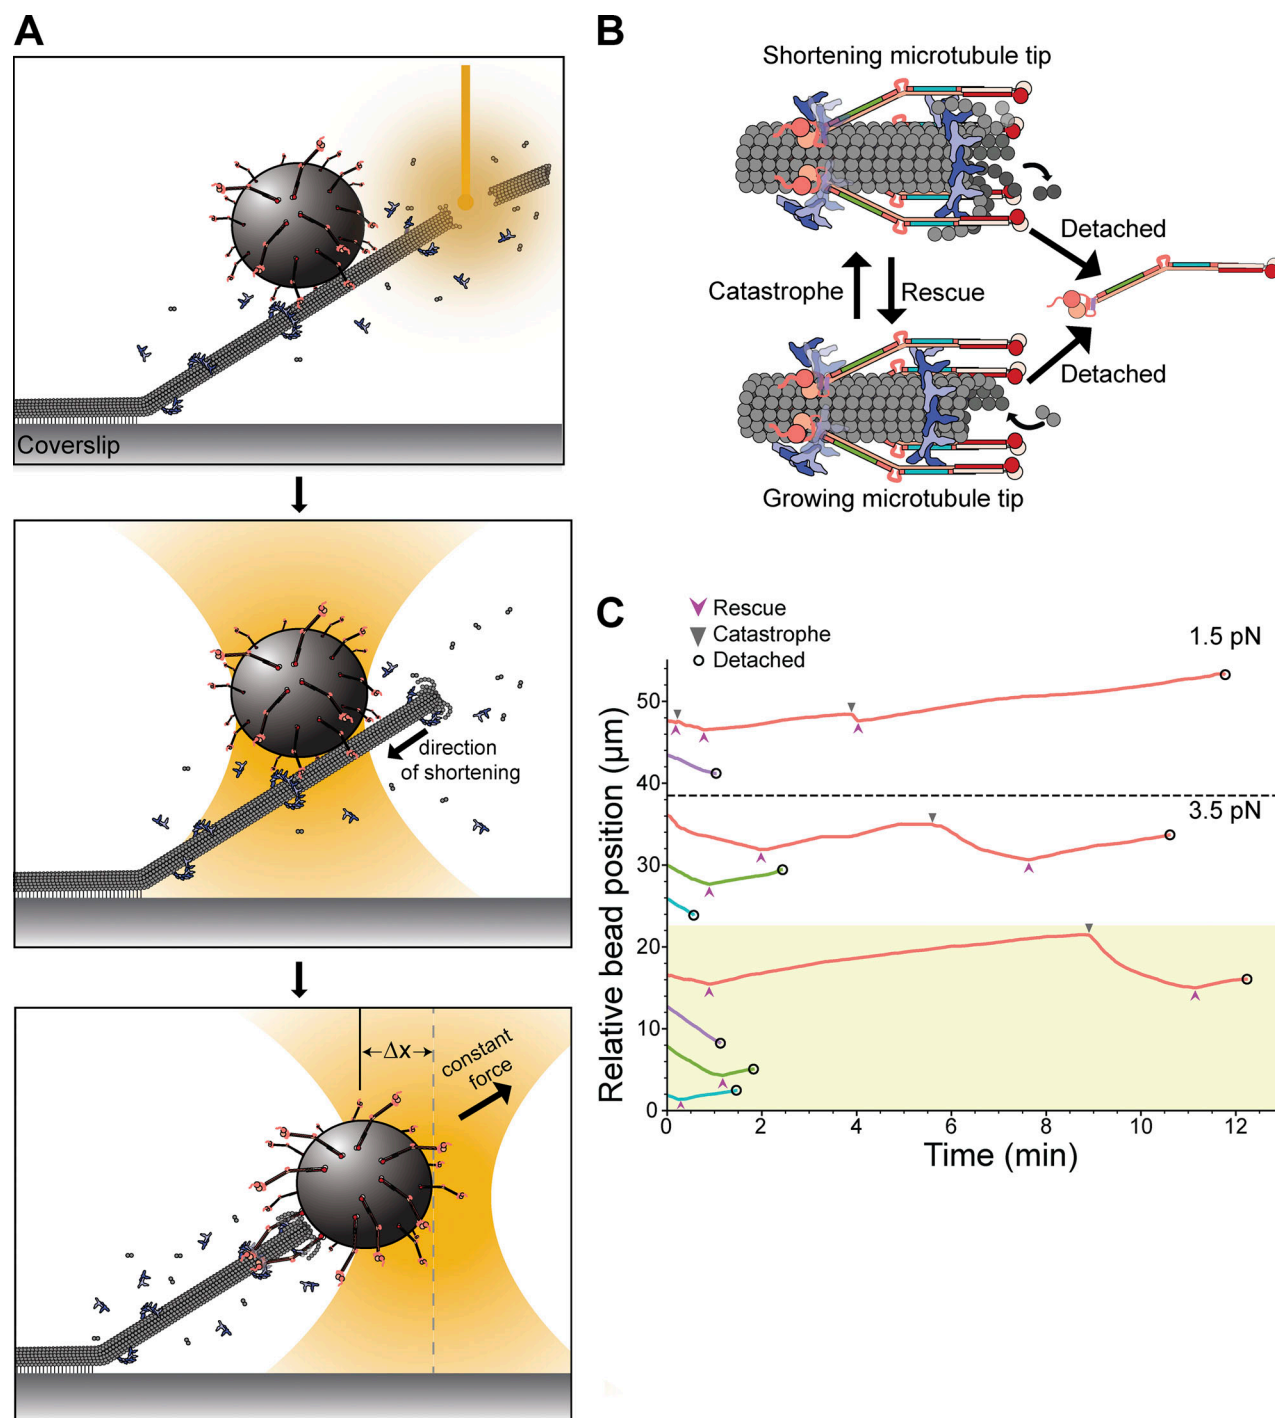 A
Coverslip
direction
of shortening
Δx
constant
force
B
Shortening microtubule tip
Detached
Catastrophe
Rescue
Detached
Growing microtubule tip
C
Rescue
Catastrophe
Detached
1.5 pN
3.5 pN
Relative bead position (µm)
50
40
30
20
10
0
0 2 4 6 8 10 12
Time (min)